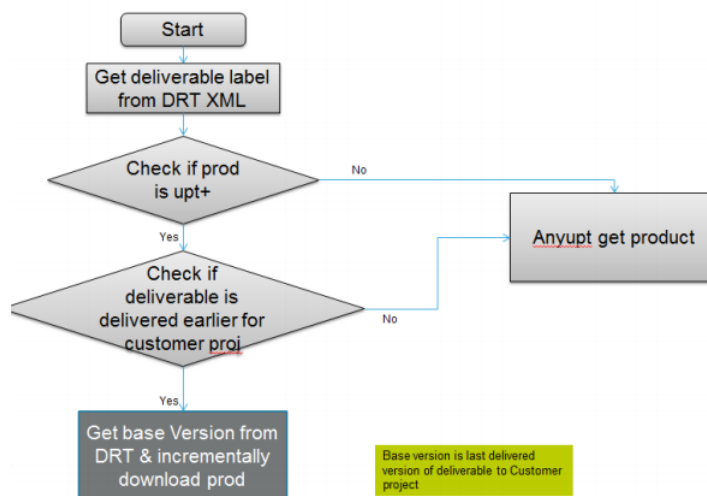 Start
Get deliverable label
from DRT XML
Check if prod
is upt+
No
Anyupt get product
Yes
Check if
deliverable is
delivered earlier for
customer proj
No
Yes
Get base Version from
DRT & incrementally
download prod
Base version is last delivered
version of deliverable to Customer
project